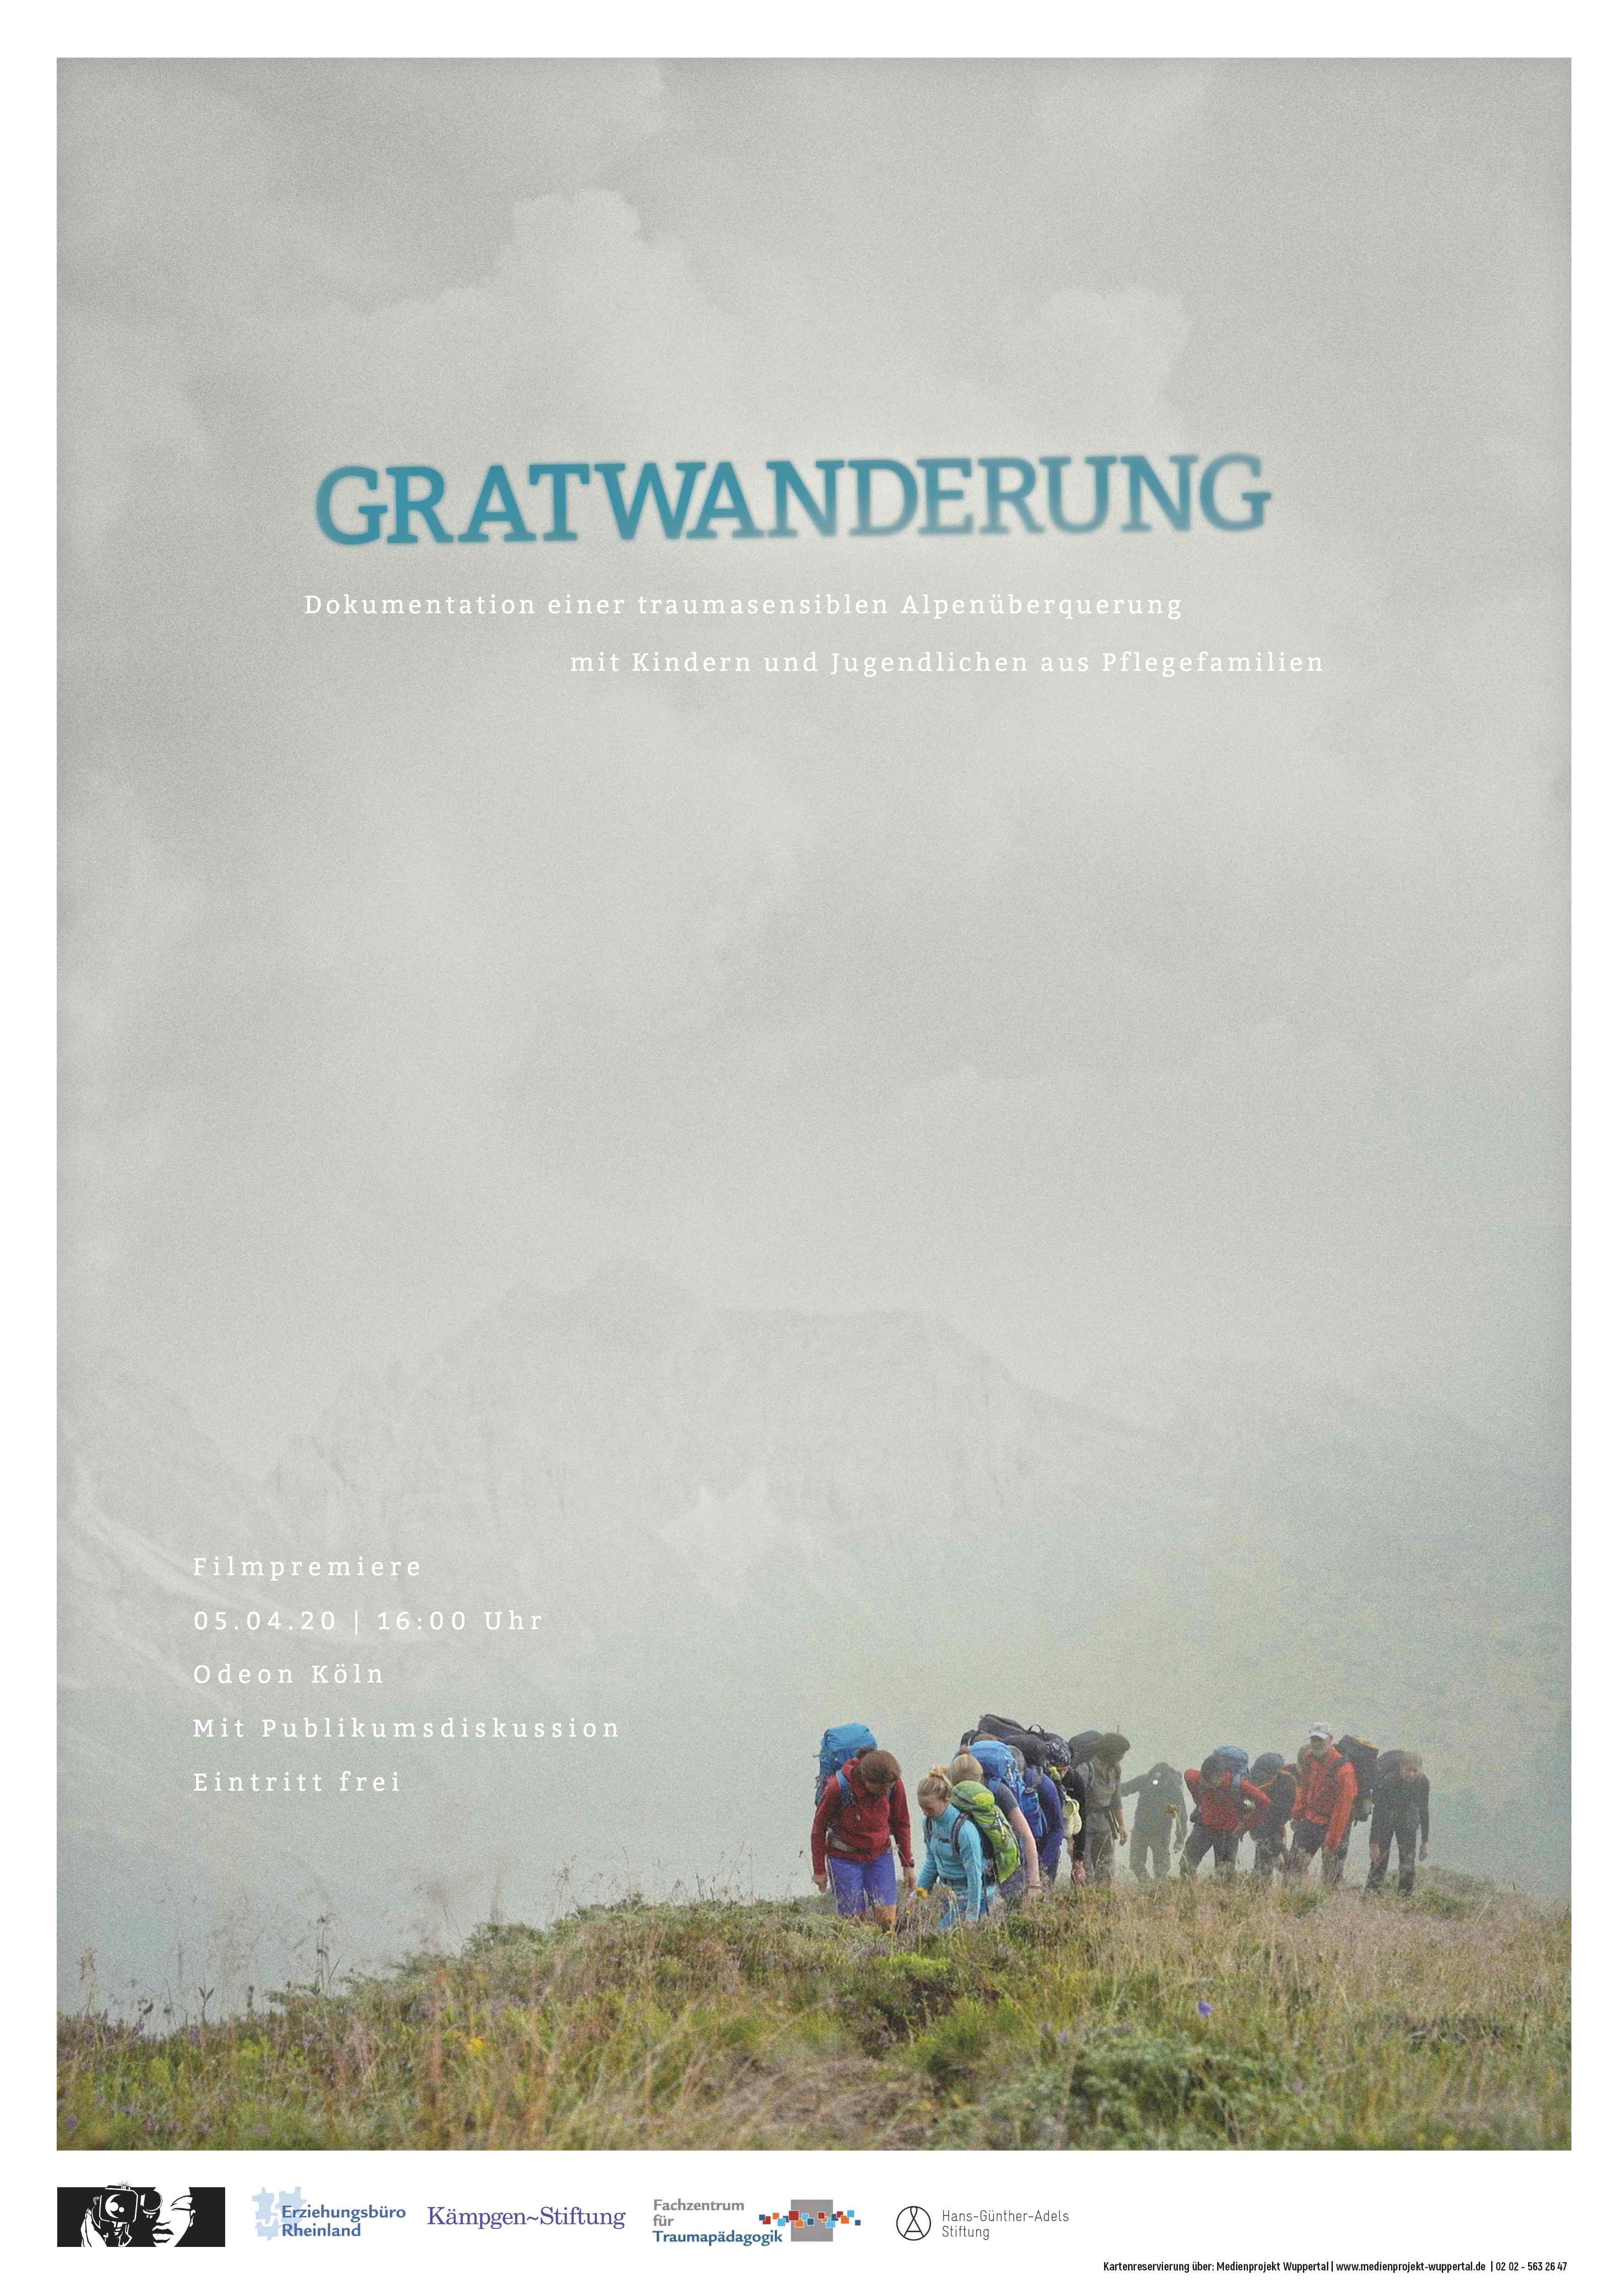 GRATWANDERUNG
Dokumentation einer traumasensiblen Alpenüberquerung
mit Kindern und Jugendlichen aus Pflegefamilien
Filmpremiere
05.04.20 | 16:00 Uhr
Odeon Köln
Mit Publikumsdiskussion
Eintritt frei
Erziehungsbüro
Rheinland
Kämpgen~Stiftung
Fachzentrum
für
Traumapädagogik
Hans-Günther-Adels
Stiftung
Kartenreservierung über: Medienprojekt Wuppertal | www.medienprojekt-wuppertal.de | 02 02 - 563 26 47